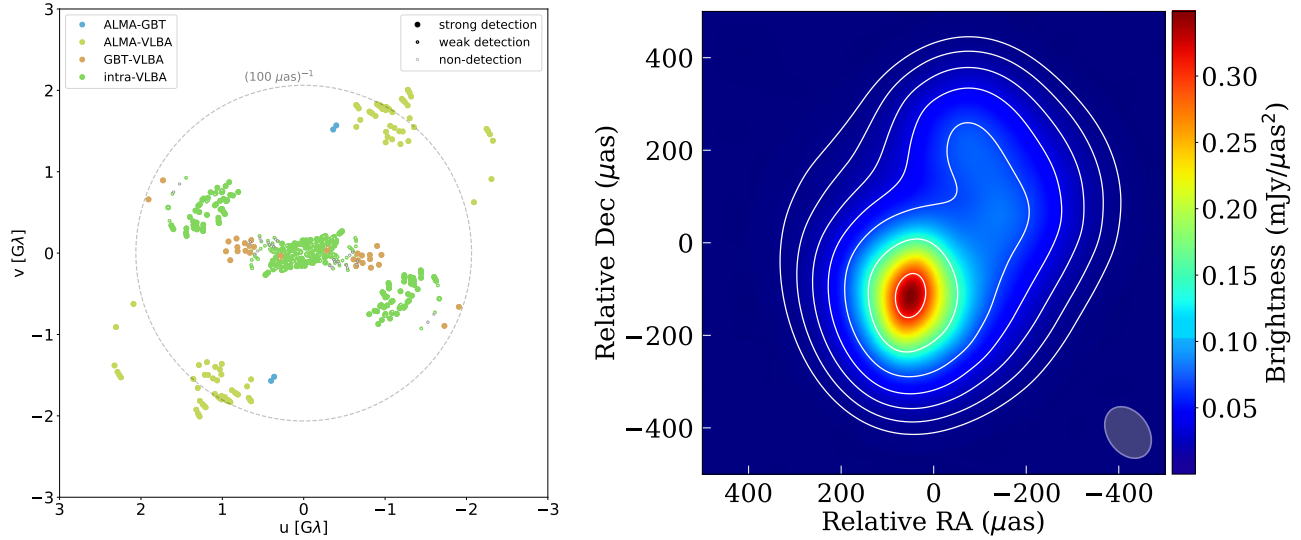 ALMA-GBT
ALMA-VLBA
GBT-VLBA
intra-VLBA
strong detection
weak detection
non-detection
(100 μas)⁻¹
3
2
1
0
−1
−2
−3
v [Gλ]
3
2
1
0
−1
−2
−3
u [Gλ]
400
200
0
−200
−400
Relative Dec (μas)
400
200
0
−200
−400
Relative RA (μas)
0.30
0.25
0.20
0.15
0.10
0.05
Brightness (mJy/μas²)